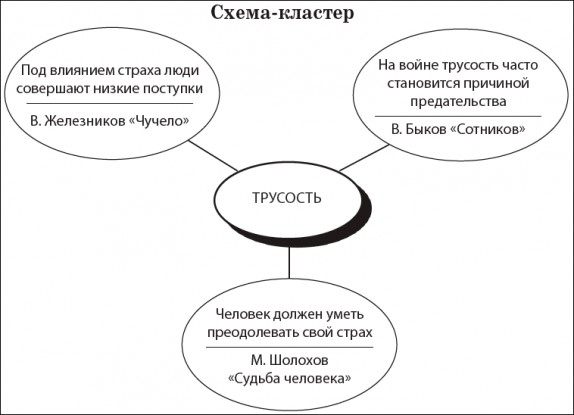 Схема-кластер
Под влиянием страха люди
совершают низкие поступки
В. Железников «Чучело»
На войне трусость часто
становится причиной
предательства
В. Быков «Сотников»
ТРУСОСТЬ
Человек должен уметь
преодолевать свой страх
М. Шолохов
«Судьба человека»